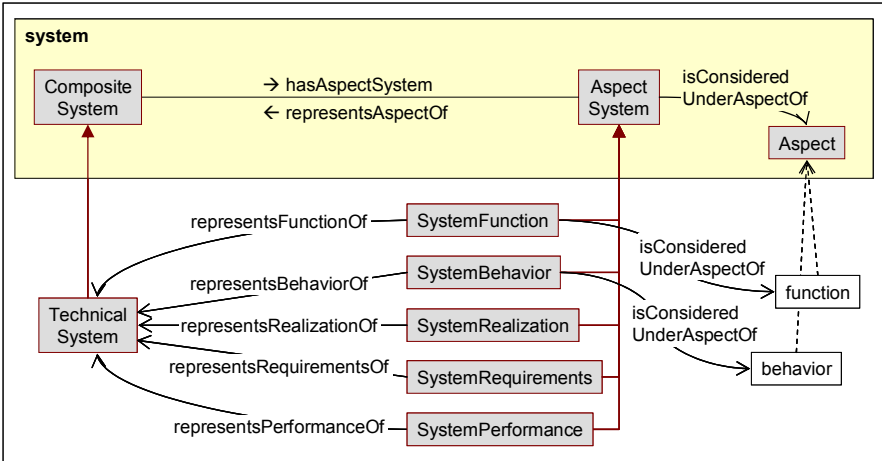 system
Composite
System
→ hasAspectSystem
← representsAspectOf
Aspect
System
isConsidered
UnderAspectOf
Aspect
representsFunctionOf
SystemFunction
isConsidered
UnderAspectOf
representsBehaviorOf
SystemBehavior
function
Technical
System
representsRealizationOf
SystemRealization
isConsidered
UnderAspectOf
representsRequirementsOf
SystemRequirements
behavior
representsPerformanceOf
SystemPerformance